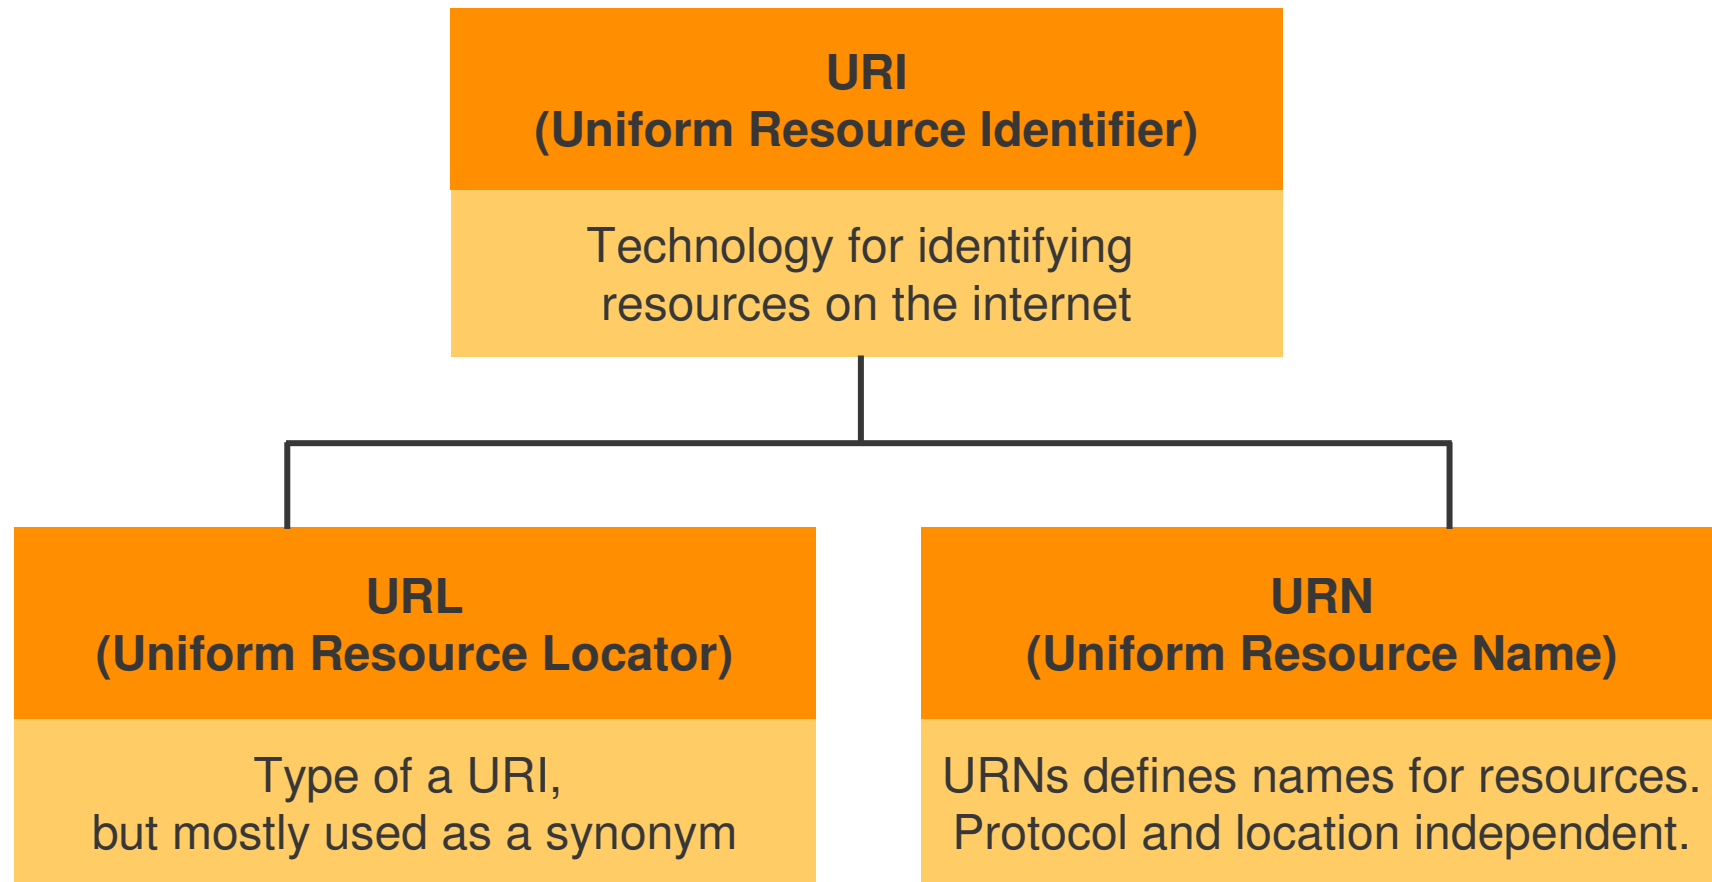 URI
(Uniform Resource Identifier)
Technology for identifying
resources on the internet
URL
(Uniform Resource Locator)
Type of a URI,
but mostly used as a synonym
URN
(Uniform Resource Name)
URNs defines names for resources.
Protocol and location independent.